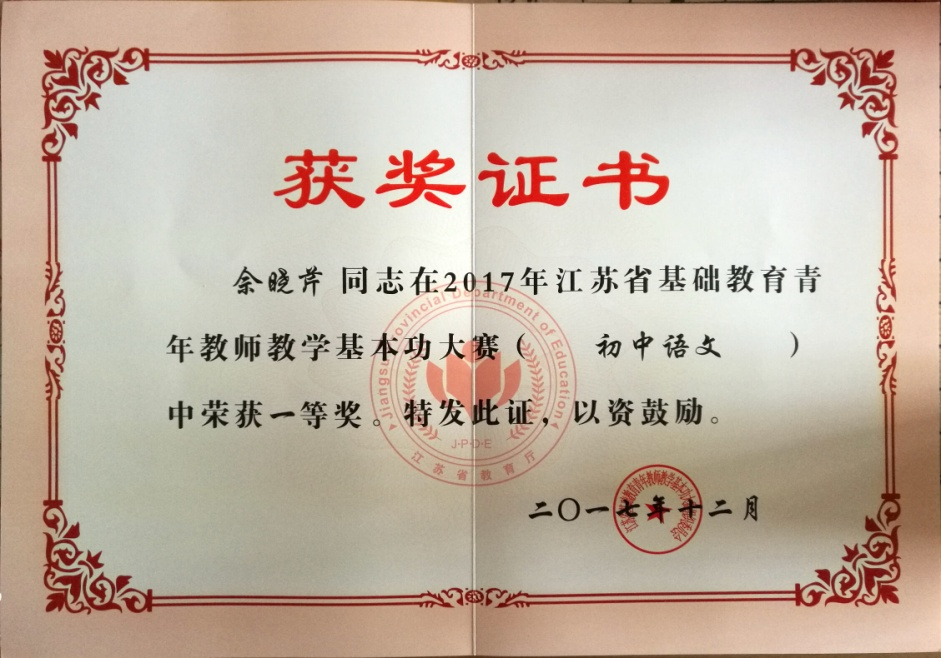 获奖证书
余晓芹 同志在2017年江苏省基础教育青
年教师教学基本功大赛（ 初中语文 ）
中荣获一等奖。特发此证，以资鼓励。
Jiangsu Provincial Department of Education
J·P·D·E
江苏省教育厅
二〇一七年十二月